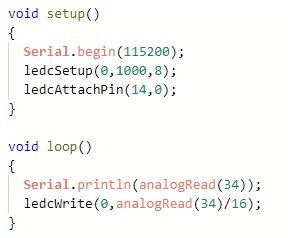 void setup()
{
  Serial.begin(115200);
  ledcSetup(0,1000,8);
  ledcAttachPin(14,0);
}

void loop()
{
  Serial.println(analogRead(34));
  ledcWrite(0,analogRead(34)/16);
}